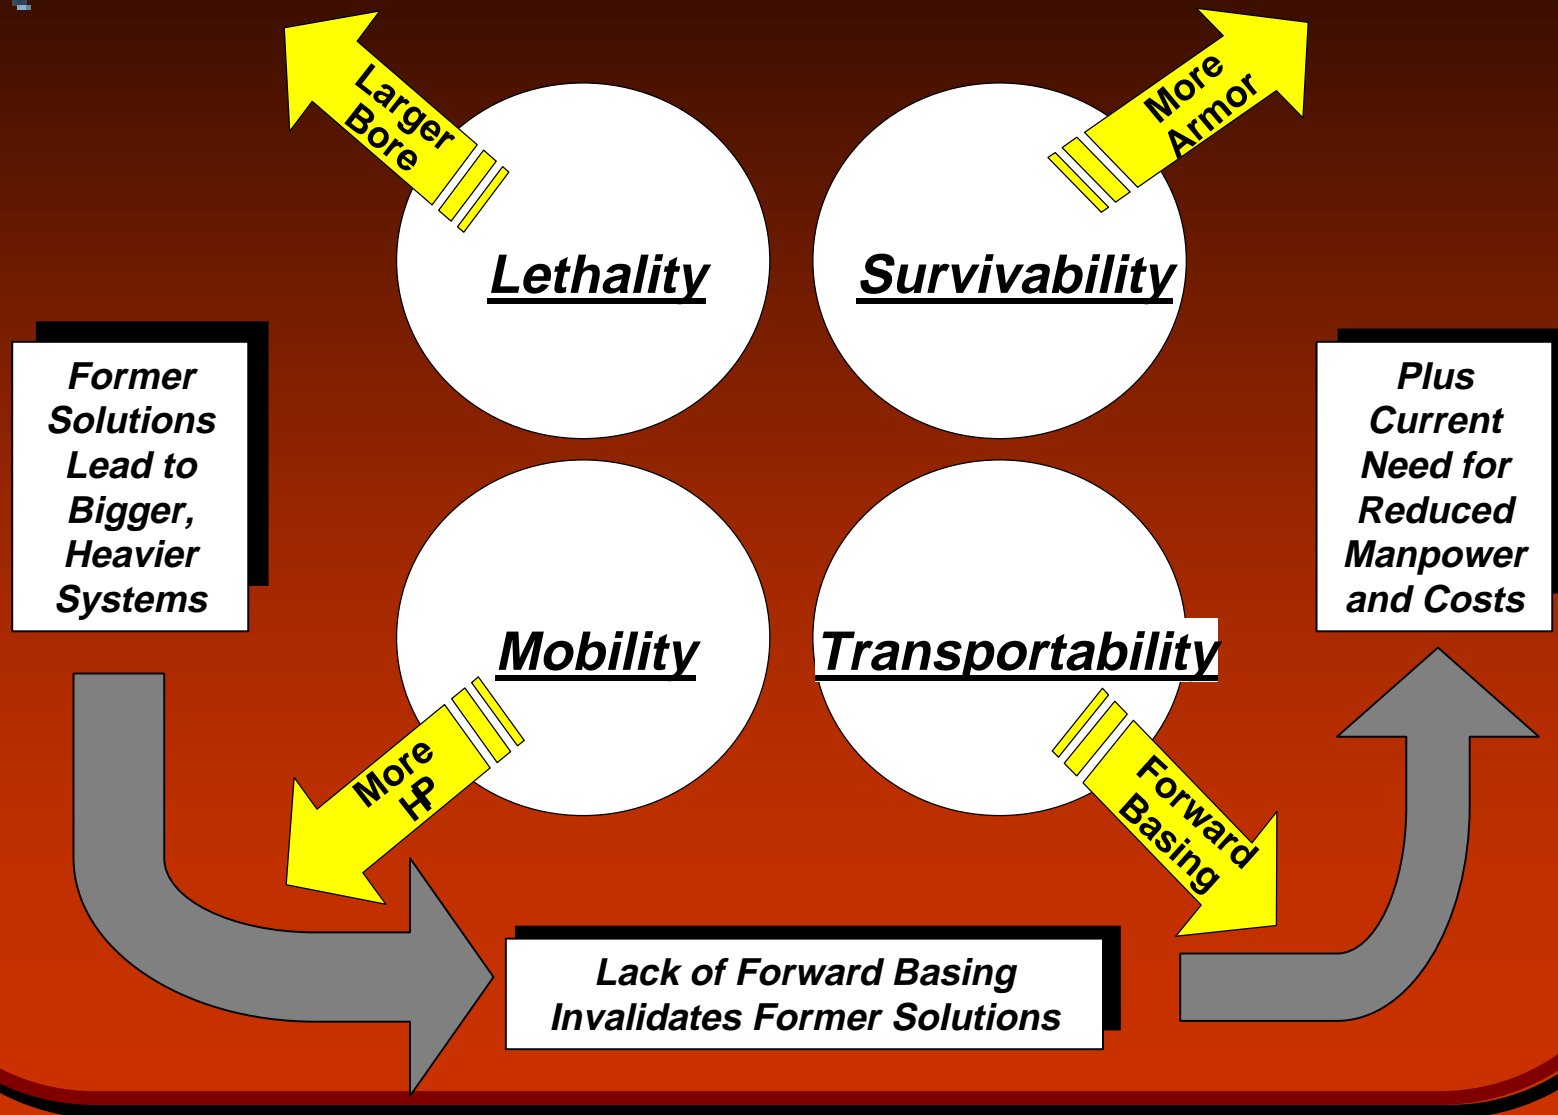 Larger
Bore
More
Armor
Lethality
Survivability
Former
Solutions
Lead to
Bigger,
Heavier
Systems
Plus
Current
Need for
Reduced
Manpower
and Costs
Mobility
Transportability
More
HP
Forward
Basing
Lack of Forward Basing
Invalidates Former Solutions